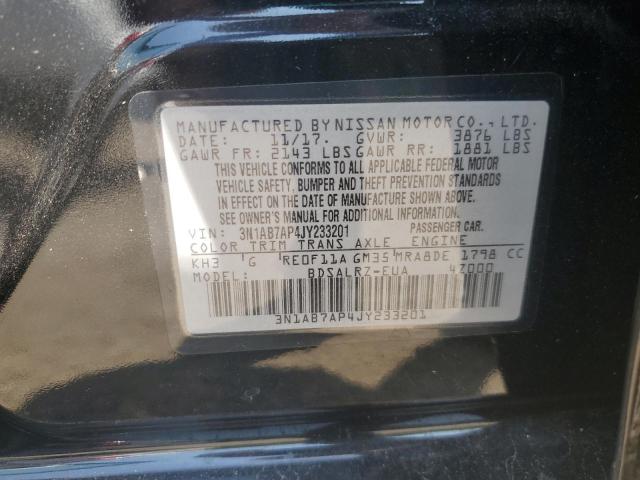 MANUFACTURED BY NISSAN MOTOR CO., LTD.
DATE: 11/17. GVWR: 3876 LBS
GAWR FR: 2143 LBS GAWR RR: 1881 LBS
THIS VEHICLE CONFORMS TO ALL APPLICABLE FEDERAL MOTOR
VEHICLE SAFETY, BUMPER AND THEFT PREVENTION STANDARDS
IN EFFECT ON THE DATE OF MANUFACTURE SHOWN ABOVE.
SEE OWNER'S MANUAL FOR ADDITIONAL INFORMATION.
VIN: 3N1AB7AP4JY233201 PASSENGER CAR.
COLOR TRIM TRANS AXLE ENGINE
KH3 G RE0F11A GM35 MRA8DE 1798 CC
MODEL: BDSALRZ-EUA 47000
3N1AB7AP4JY233201